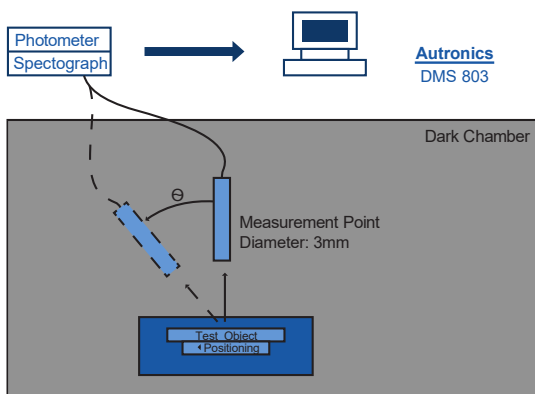 Photometer
Spectograph
Autronics
DMS 803
Dark Chamber
ϴ
Measurement Point
Diameter: 3mm
Test Object
Positioning